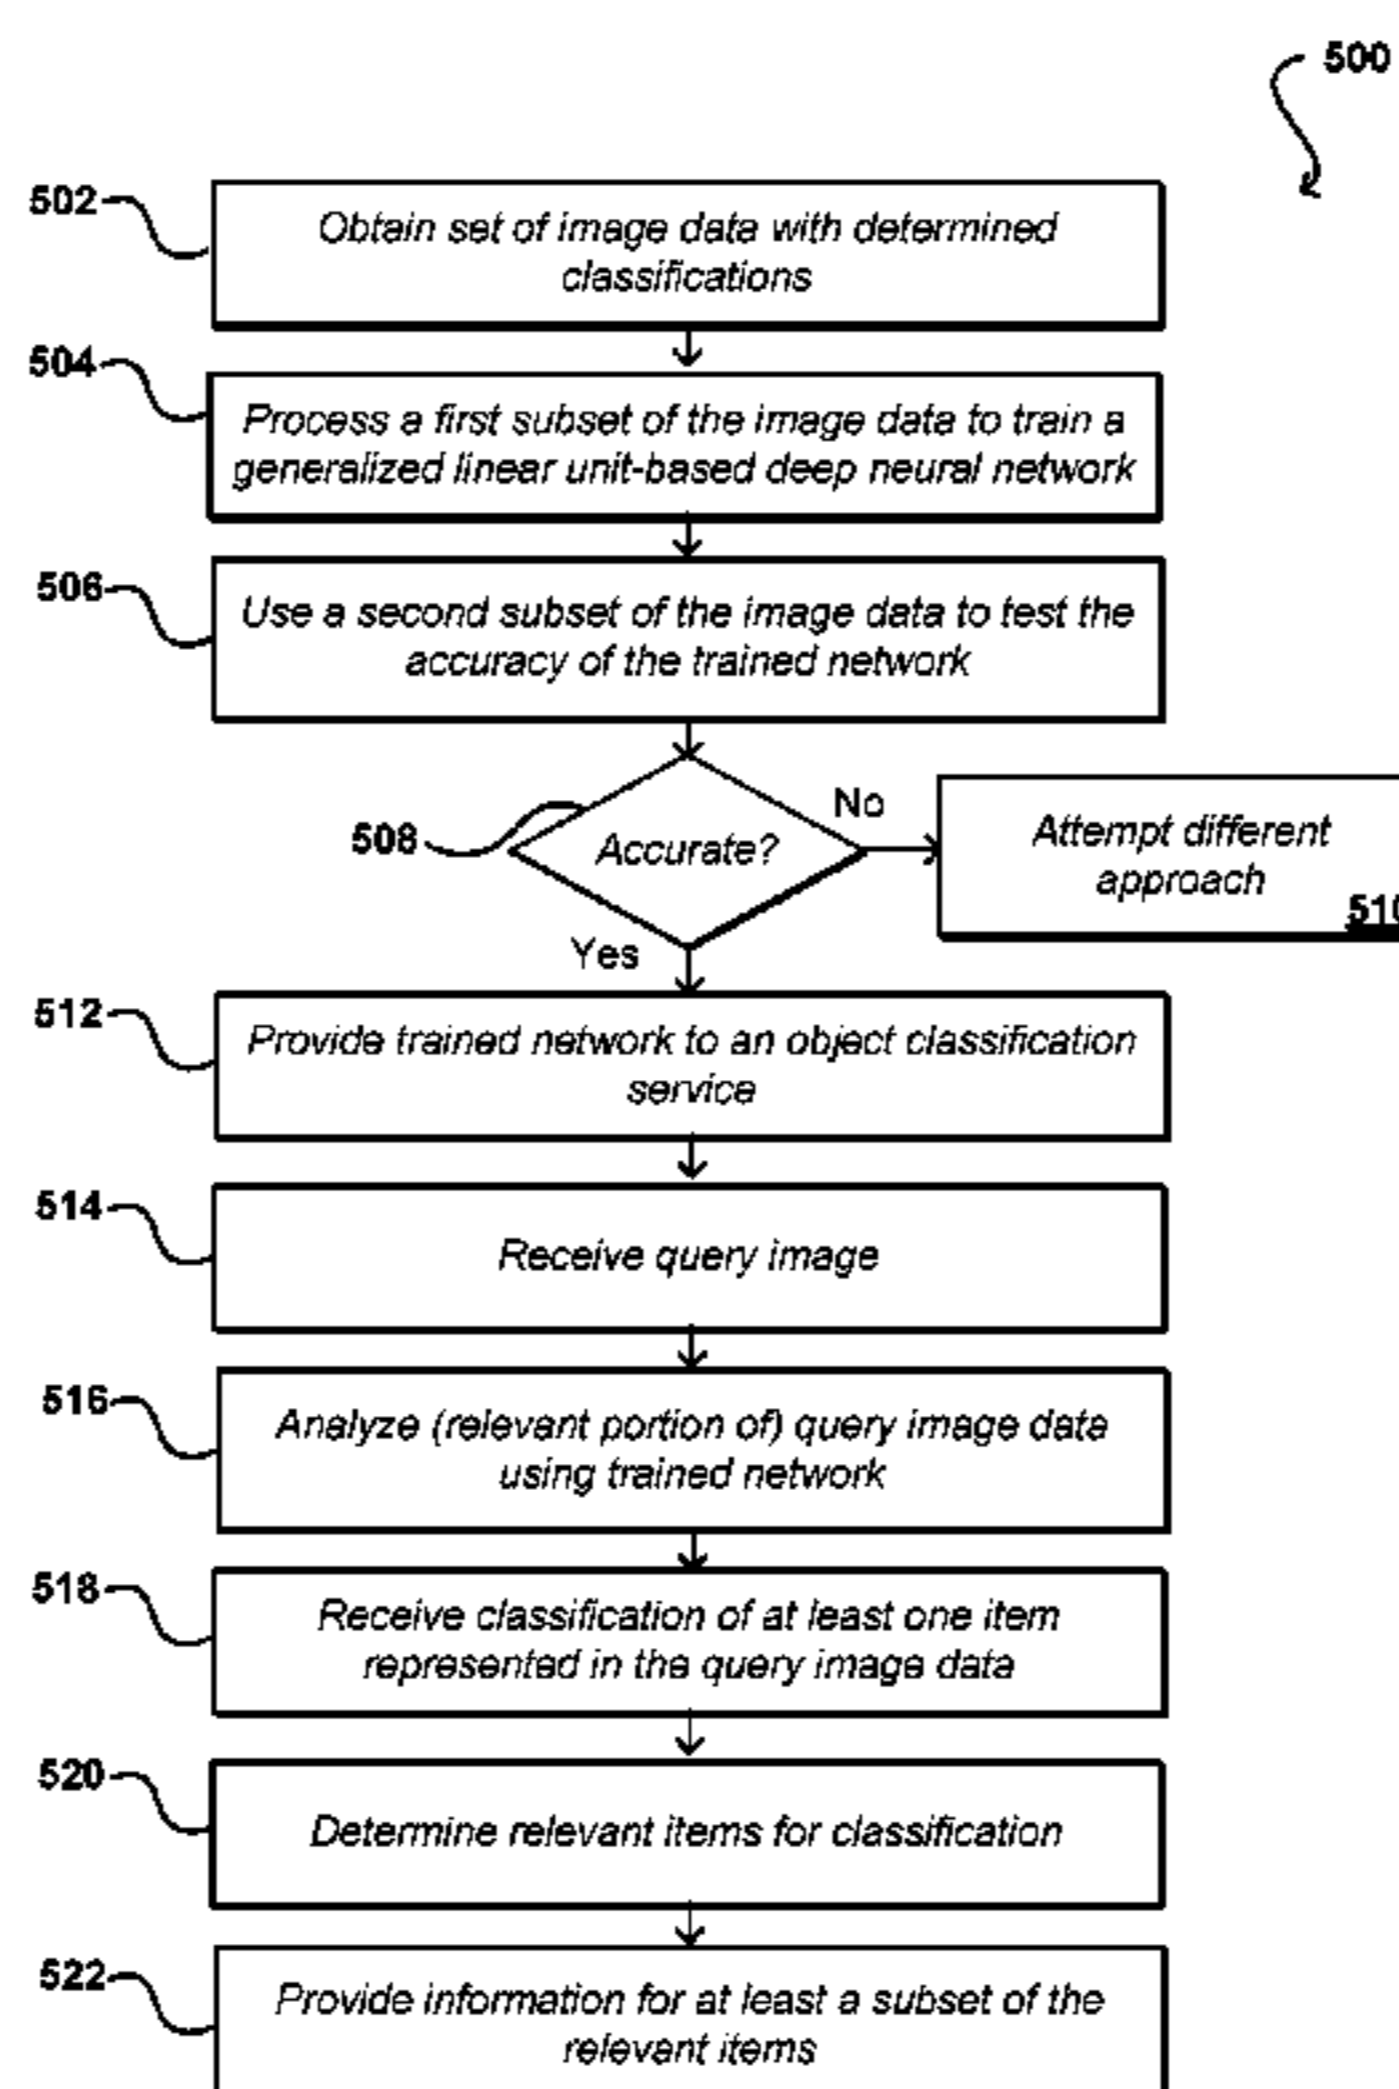 500
502
Obtain set of image data with determined
classifications
504
Process a first subset of the image data to train a
generalized linear unit-based deep neural network
506
Use a second subset of the image data to test the
accuracy of the trained network
508
Accurate?
No
Attempt different
approach
510
Yes
512
Provide trained network to an object classification
service
514
Receive query image
516
Analyze (relevant portion of) query image data
using trained network
518
Receive classification of at least one item
represented in the query image data
520
Determine relevant items for classification
522
Provide information for at least a subset of the
relevant items